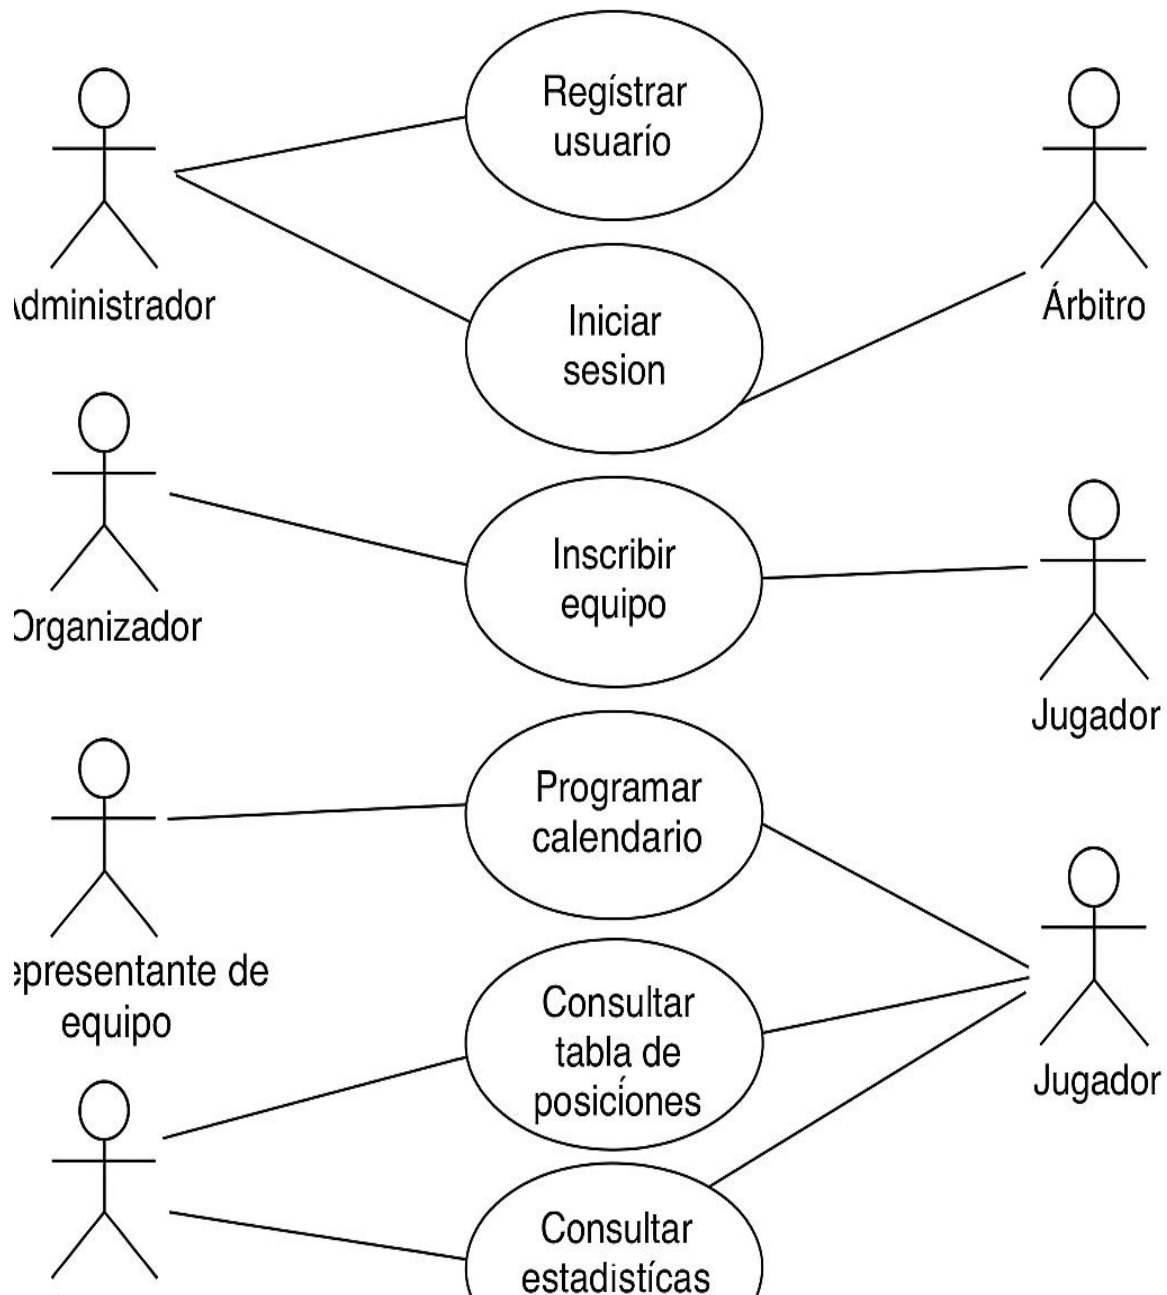 Regístrar
usuarío
dministrador
Árbitro
Iniciar
sesion
Inscribir
equipo
Organizador
Jugador
Programar
calendario
epresentante de
equipo
Consultar
tabla de
posicíones
Jugador
Consultar
estadistícas